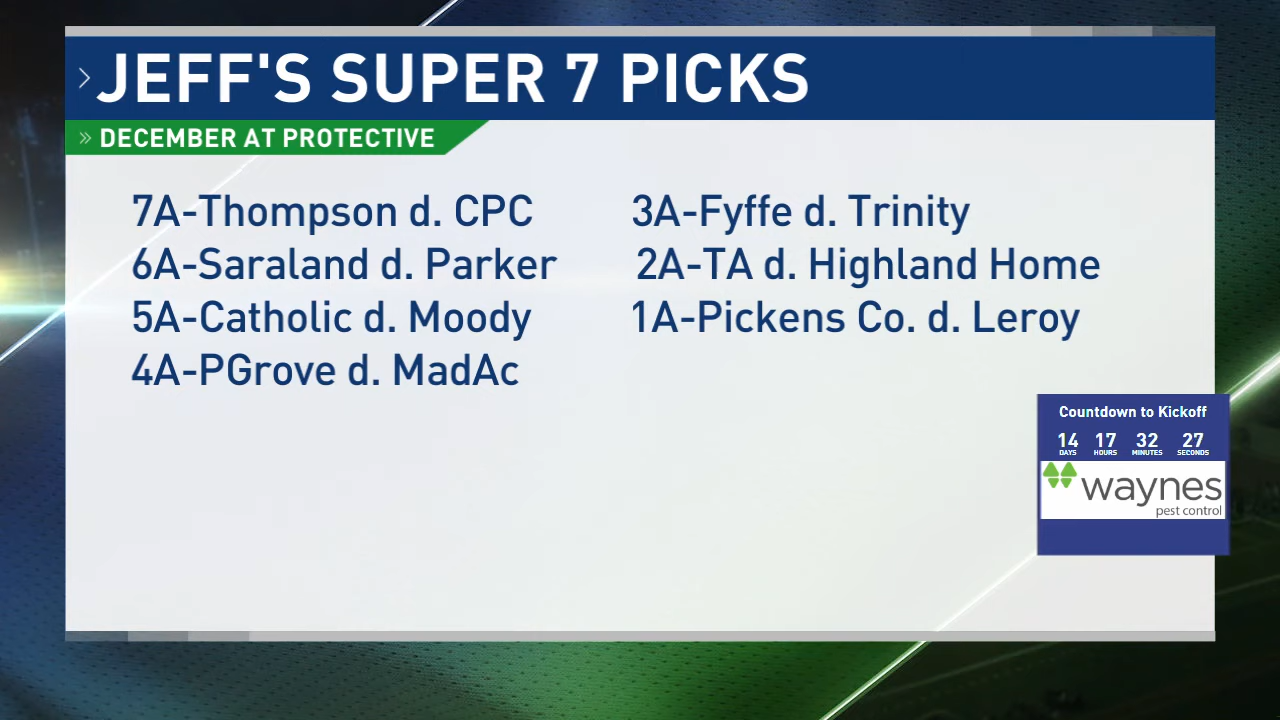 JEFF'S SUPER 7 PICKS
DECEMBER AT PROTECTIVE
7A-Thompson d. CPC
6A-Saraland d. Parker
5A-Catholic d. Moody
4A-PGrove d. MadAc
3A-Fyffe d. Trinity
2A-TA d. Highland Home
1A-Pickens Co. d. Leroy
Countdown to Kickoff
14 17 32 27
DAYS HOURS MINUTES SECONDS
waynes
pest control